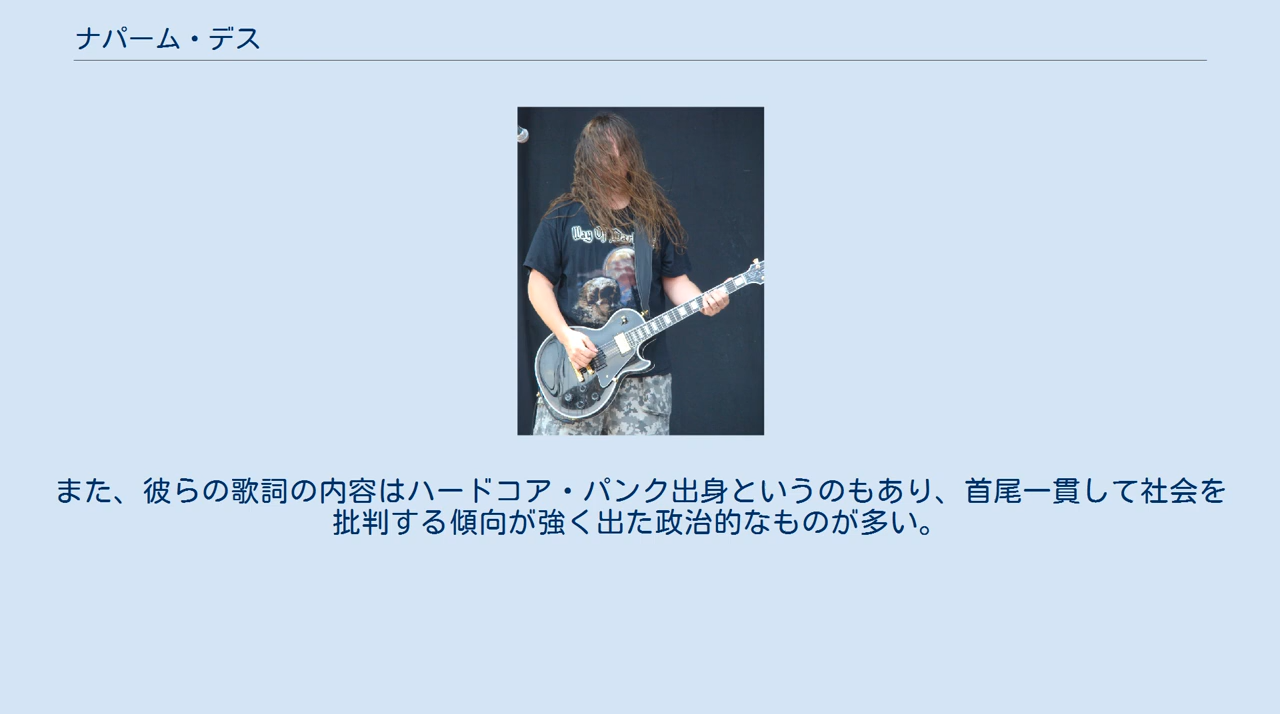 ナパーム・デス
Way Of Dar
また、彼らの歌詞の内容はハードコア・パンク出身というのもあり、首尾一貫して社会を
批判する傾向が強く出た政治的なものが多い。